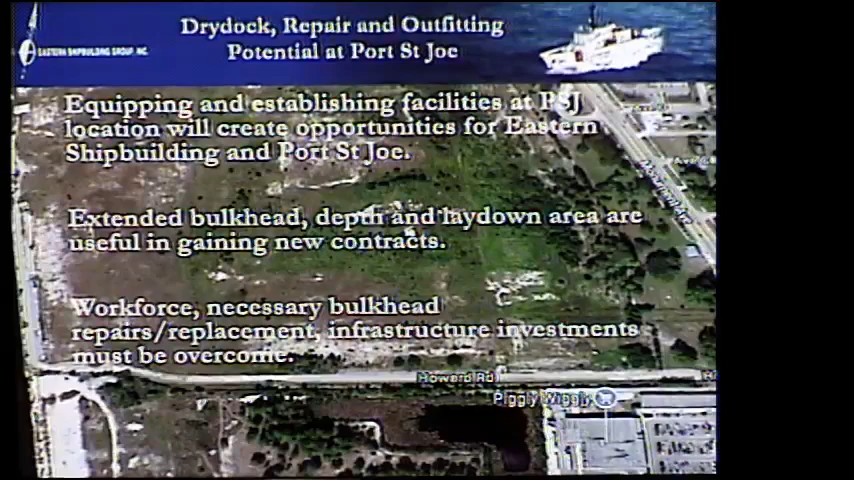 Drydock, Repair and Outfitting
Potential at Port St Joe
EASTERN SHIPBUILDING GROUP, INC.
Equipping and establishing facilities at PSJ
location will create opportunities for Eastern
Shipbuilding and Port St Joe.
Extended bulkhead, depth and laydown area are
useful in gaining new contracts.
Workforce, necessary bulkhead
repairs/replacement, infrastructure investments
must be overcome.
Monument Ave
Howard Rd
Piggly Wiggly